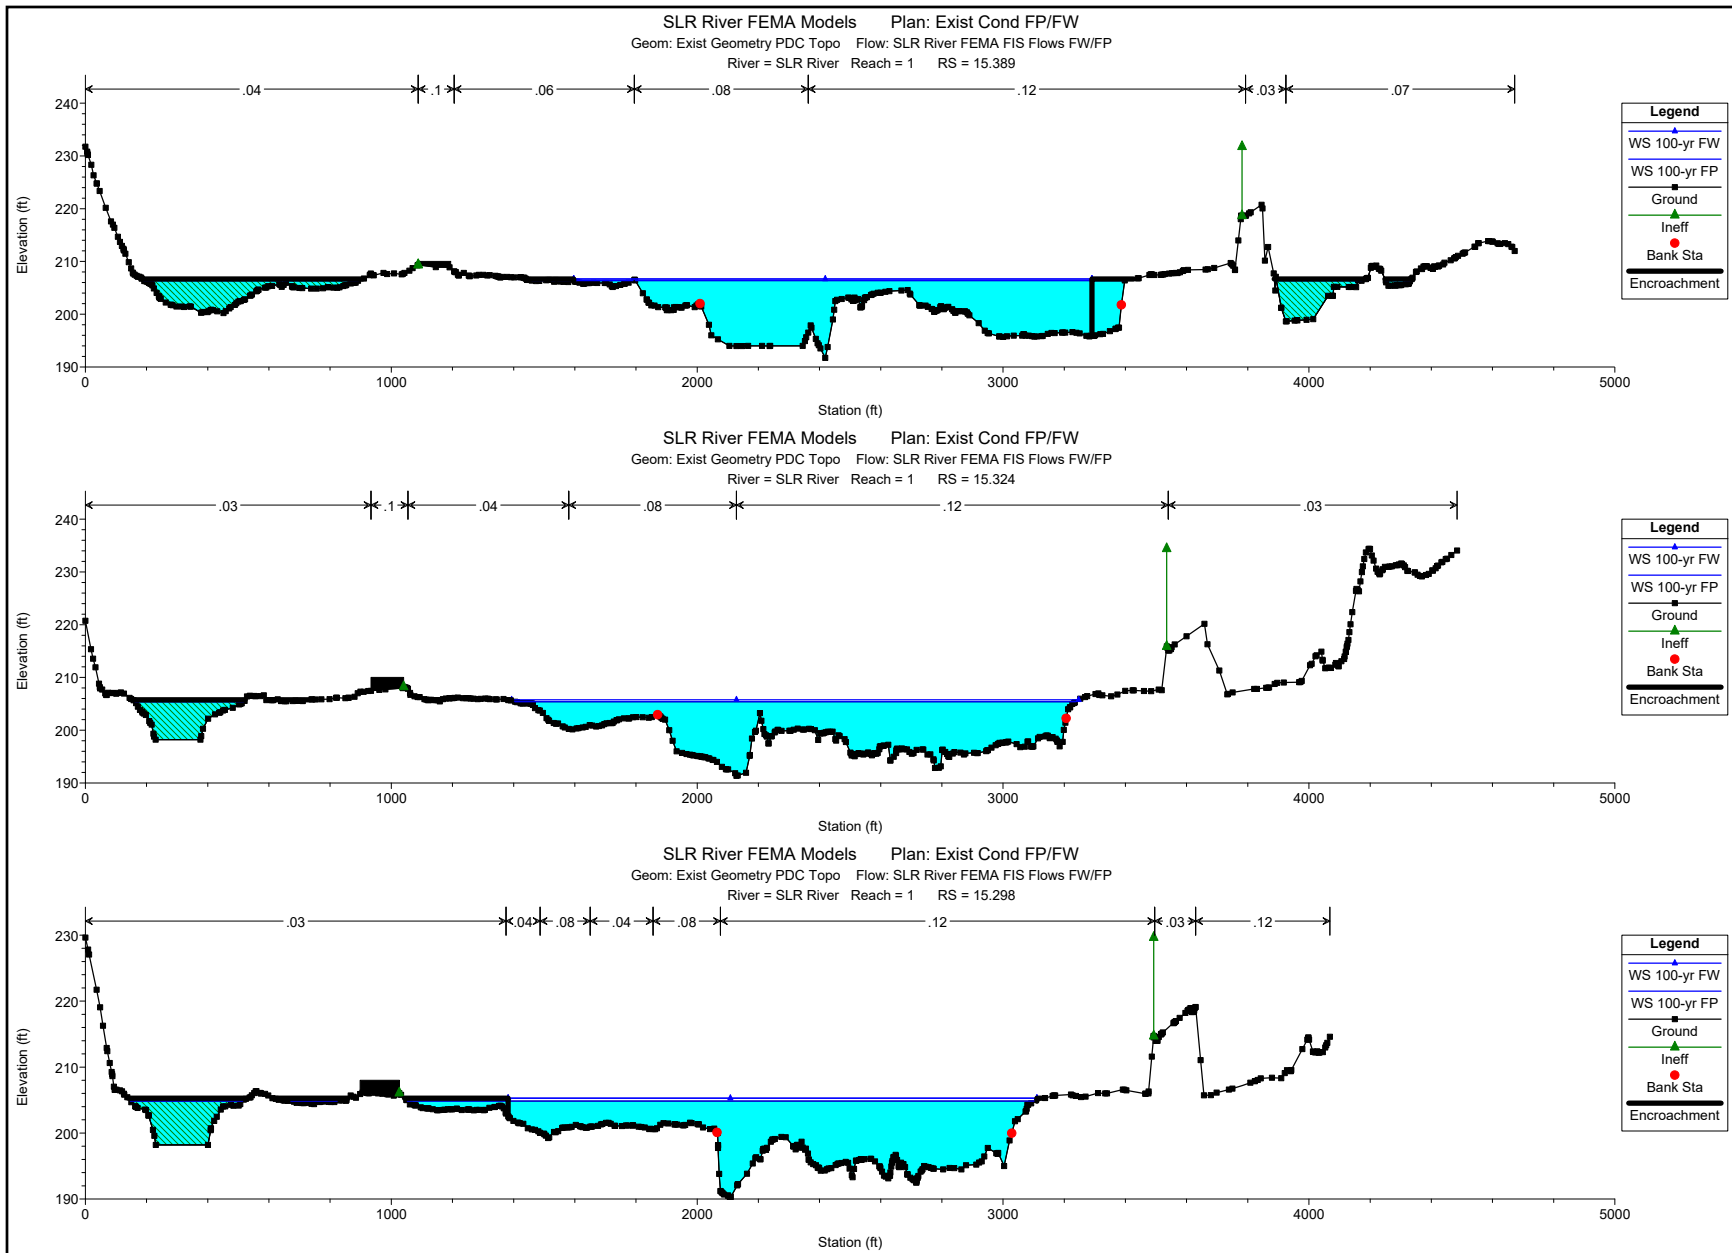 SLR River FEMA Models Plan: Exist Cond FP/FW
Geom: Exist Geometry PDC Topo Flow: SLR River FEMA FIS Flows FW/FP
River = SLR River Reach = 1 RS = 15.389
.04 .1 .06 .08 .12 .03 .07
240
230
220
210
200
190
Elevation (ft)
0 1000 2000 3000 4000 5000
Station (ft)
Legend
WS 100-yr FW
WS 100-yr FP
Ground
Ineff
Bank Sta
Encroachment
SLR River FEMA Models Plan: Exist Cond FP/FW
Geom: Exist Geometry PDC Topo Flow: SLR River FEMA FIS Flows FW/FP
River = SLR River Reach = 1 RS = 15.324
.03 .1 .04 .08 .12 .03
240
230
220
210
200
190
Elevation (ft)
0 1000 2000 3000 4000 5000
Station (ft)
Legend
WS 100-yr FW
WS 100-yr FP
Ground
Ineff
Bank Sta
Encroachment
SLR River FEMA Models Plan: Exist Cond FP/FW
Geom: Exist Geometry PDC Topo Flow: SLR River FEMA FIS Flows FW/FP
River = SLR River Reach = 1 RS = 15.298
.03 .04 .08 .04 .08 .12 .03 .12
230
220
210
200
190
Elevation (ft)
0 1000 2000 3000 4000 5000
Station (ft)
Legend
WS 100-yr FW
WS 100-yr FP
Ground
Ineff
Bank Sta
Encroachment